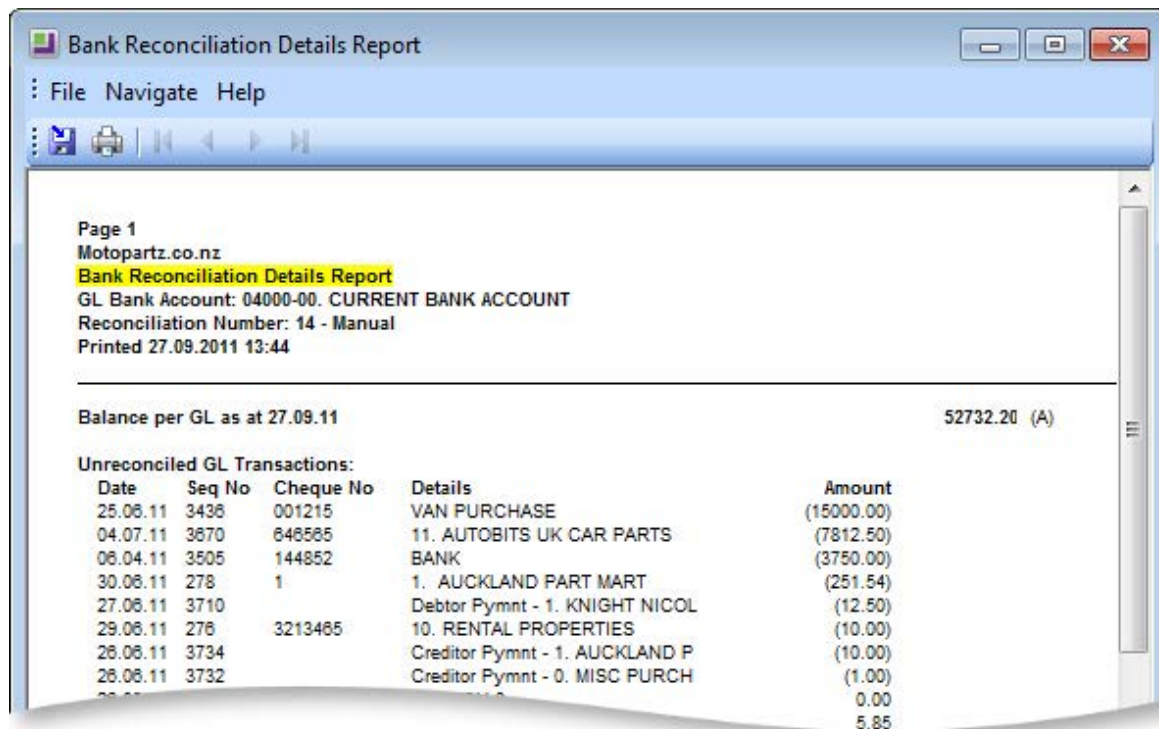 Bank Reconciliation Details Report
File Navigate Help
Page 1
Motopartz.co.nz
Bank Reconciliation Details Report
GL Bank Account: 04000-00. CURRENT BANK ACCOUNT
Reconciliation Number: 14 - Manual
Printed 27.09.2011 13:44
Balance per GL as at 27.09.11 52732.20 (A)
Unreconciled GL Transactions:
Date Seq No Cheque No Details Amount
25.06.11 3436 001215 VAN PURCHASE (15000.00)
04.07.11 3670 646565 11. AUTOBITS UK CAR PARTS (7812.50)
06.04.11 3505 144852 BANK (3750.00)
30.06.11 278 1 1. AUCKLAND PART MART (251.54)
27.06.11 3710 Debtor Pymnt - 1. KNIGHT NICOL (12.50)
29.06.11 276 3213465 10. RENTAL PROPERTIES (10.00)
26.06.11 3734 Creditor Pymnt - 1. AUCKLAND P (10.00)
26.06.11 3732 Creditor Pymnt - 0. MISC PURCH (1.00)
0.00
5.85